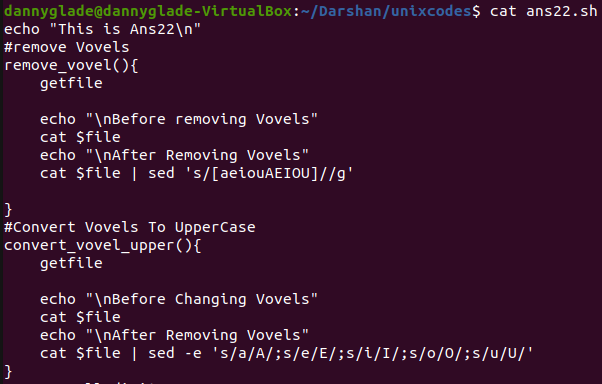 dannyglade@dannyglade-VirtualBox:~/Darshan/unixcodes$ cat ans22.sh
echo "This is Ans22\n"
#remove Vovels
remove_vovel(){
    getfile

    echo "\nBefore removing Vovels"
    cat $file
    echo "\nAfter Removing Vovels"
    cat $file | sed 's/[aeiouAEIOU]//g'

}
#Convert Vovels To UpperCase
convert_vovel_upper(){
    getfile

    echo "\nBefore Changing Vovels"
    cat $file
    echo "\nAfter Removing Vovels"
    cat $file | sed -e 's/a/A/;s/e/E/;s/i/I/;s/o/O/;s/u/U/'
}